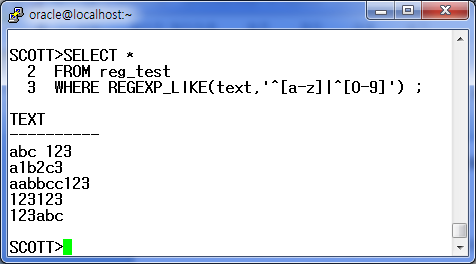 oracle@localhost:~
SCOTT>SELECT *
  2  FROM reg_test
  3  WHERE REGEXP_LIKE(text,'^[a-z]|^[0-9]') ;
TEXT
----------
abc 123
a1b2c3
aabbcc123
123123
123abc
SCOTT>